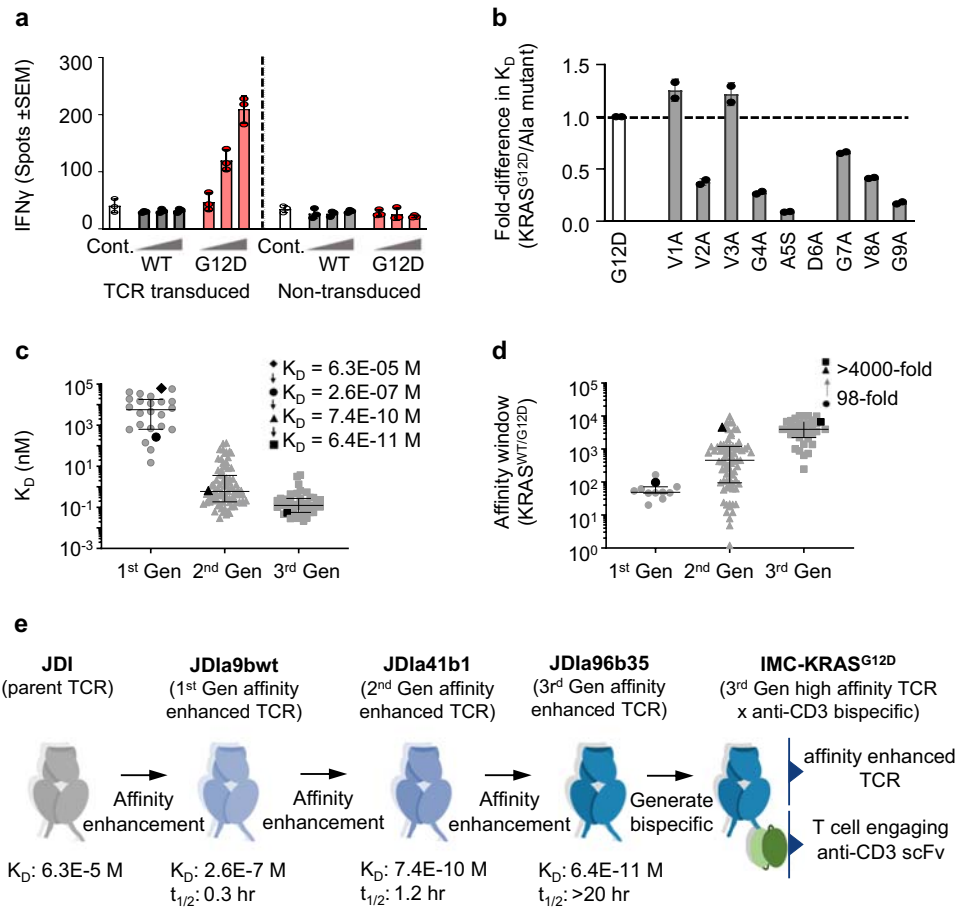 a
IFNγ (Spots ±SEM)
300
200
100
0
Cont.
WT
G12D
WT
G12D
TCR transduced
Non-transduced
b
Fold-difference in KD
(KRASG12D/Ala mutant)
1.5
1.0
0.5
0.0
G12D
V1A
V2A
V3A
G4A
A5S
D6A
G7A
V8A
G9A
c
KD (nM)
10^5
10^3
10^1
10^-1
10^-3
1st Gen
2nd Gen
3rd Gen
KD = 6.3E-05 M
KD = 2.6E-07 M
KD = 7.4E-10 M
KD = 6.4E-11 M
d
Affinity window
(KRASWT/G12D)
10^5
10^4
10^3
10^2
10^1
10^0
1st Gen
2nd Gen
3rd Gen
>4000-fold
98-fold
e
JDI
(parent TCR)
KD: 6.3E-5 M
Affinity
enhancement
JDIa9bwt
(1st Gen affinity
enhanced TCR)
KD: 2.6E-7 M
t1/2: 0.3 hr
Affinity
enhancement
JDIa41b1
(2nd Gen affinity
enhanced TCR)
KD: 7.4E-10 M
t1/2: 1.2 hr
Affinity
enhancement
JDIa96b35
(3rd Gen affinity
enhanced TCR)
KD: 6.4E-11 M
t1/2: >20 hr
Generate
bispecific
IMC-KRASG12D
(3rd Gen high affinity TCR
x anti-CD3 bispecific)
affinity enhanced
TCR
T cell engaging
anti-CD3 scFv